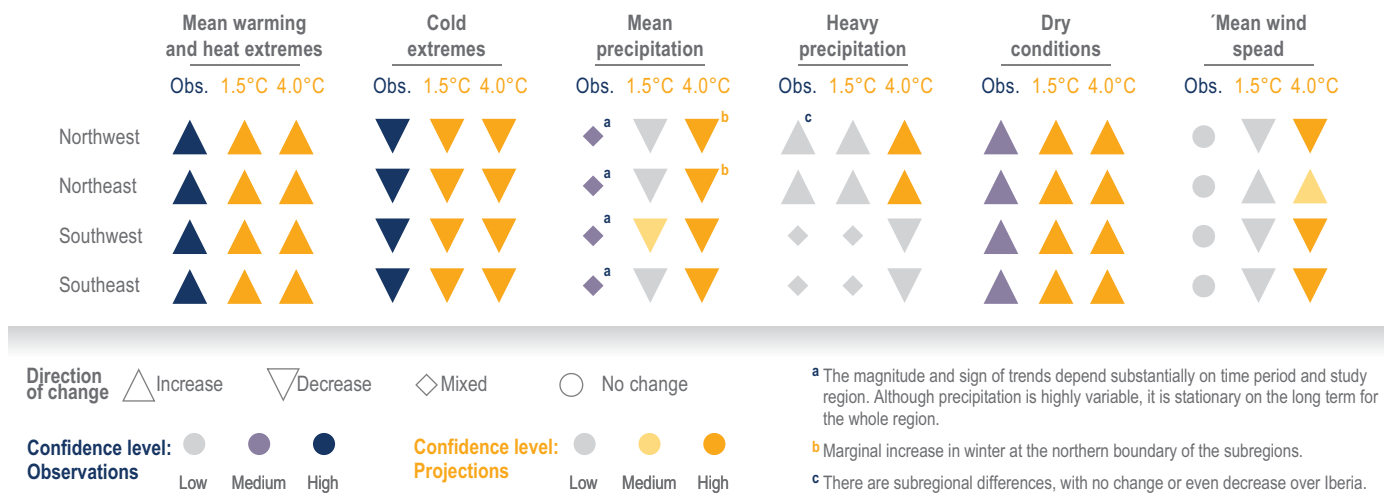 Mean warming and heat extremes
Cold extremes
Mean precipitation
Heavy precipitation
Dry conditions
´Mean wind spead
Obs. 1.5°C 4.0°C Obs. 1.5°C 4.0°C Obs. 1.5°C 4.0°C Obs. 1.5°C 4.0°C Obs. 1.5°C 4.0°C Obs. 1.5°C 4.0°C
Northwest a b c
Northeast a b
Southwest a
Southeast a
Direction of change
Increase Decrease Mixed No change
Confidence level: Observations
Low Medium High
Confidence level: Projections
Low Medium High
a The magnitude and sign of trends depend substantially on time period and study
region. Although precipitation is highly variable, it is stationary on the long term for
the whole region.
b Marginal increase in winter at the northern boundary of the subregions.
c There are subregional differences, with no change or even decrease over Iberia.